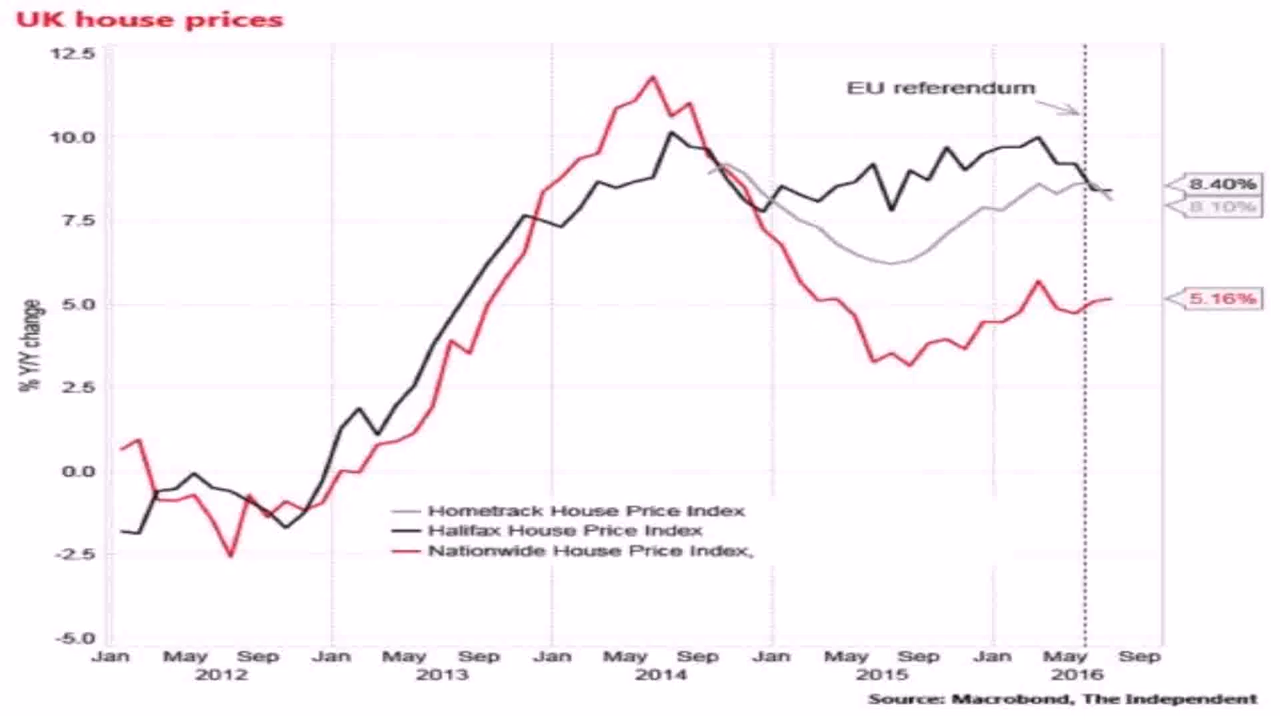 UK house prices
12.5
EU referendum
10.0
8.40%
8.10%
7.5
5.16%
5.0
% Y/Y change
2.5
0.0
Hometrack House Price Index
Halifax House Price Index
Nationwide House Price Index,
-2.5
-5.0
Jan May Sep Jan May Sep Jan May Sep Jan May Sep Jan May Sep
2012 2013 2014 2015 2016
Source: Macrobond, The Independent